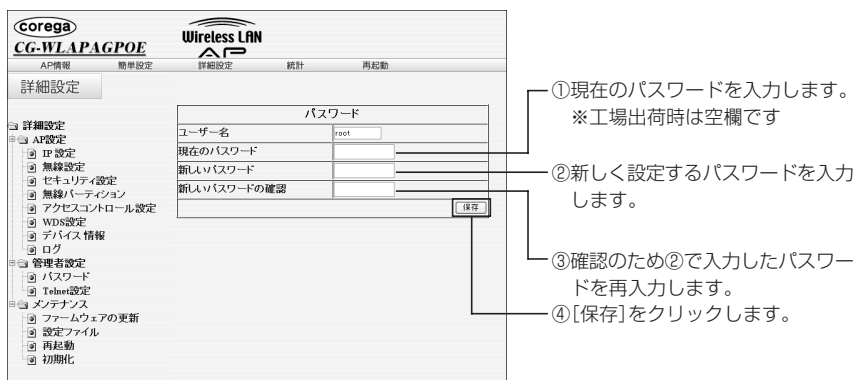 corega
CG-WLAPAGPOE
Wireless LAN
AP
AP情報 簡単設定 詳細設定 統計 再起動
詳細設定
詳細設定
AP設定
IP 設定
無線設定
セキュリティ設定
無線パーティション
アクセスコントロール設定
WDS設定
デバイス 情報
ログ
管理者設定
パスワード
Telnet設定
メンテナンス
ファームウェアの更新
設定ファイル
再起動
初期化
パスワード
ユーザー名 root
現在のパスワード
新しいパスワード
新しいパスワードの確認
保存
①現在のパスワードを入力します。
※工場出荷時は空欄です
②新しく設定するパスワードを入力
します。
③確認のため②で入力したパスワー
ドを再入力します。
④[保存]をクリックします。